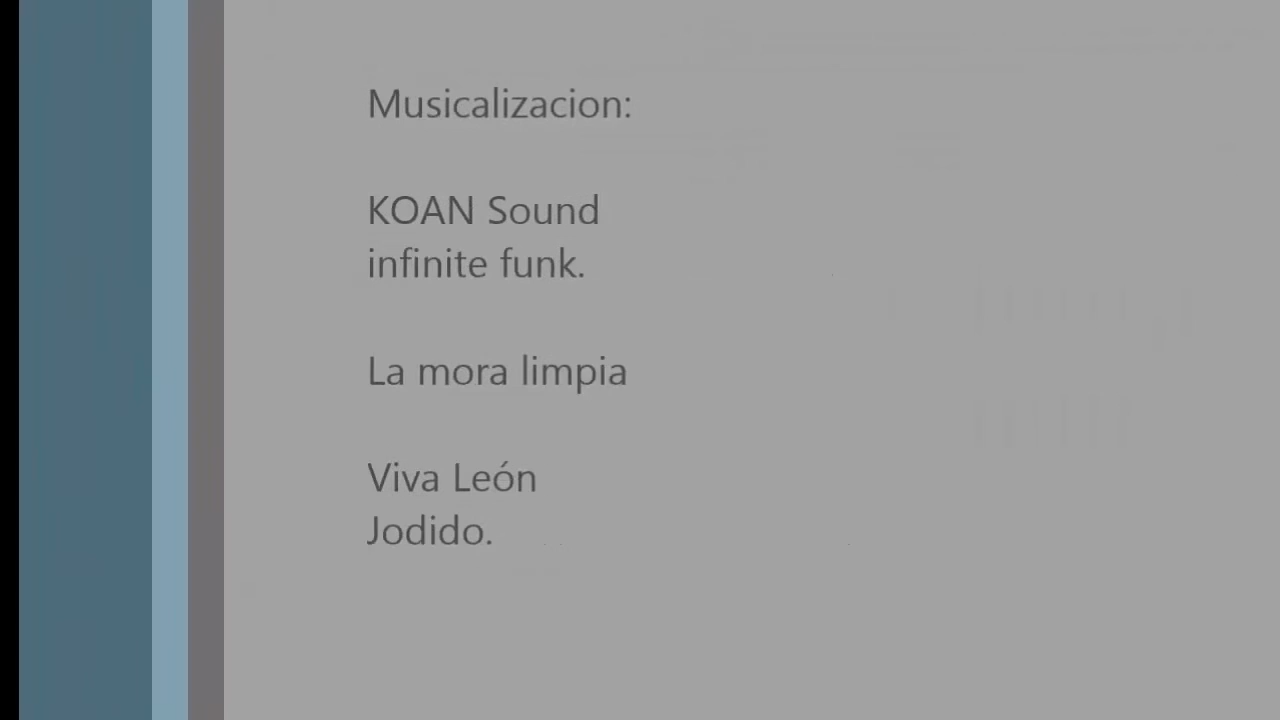 Musicalizacion:
KOAN Sound
infinite funk.
La mora limpia
Viva León
Jodido.